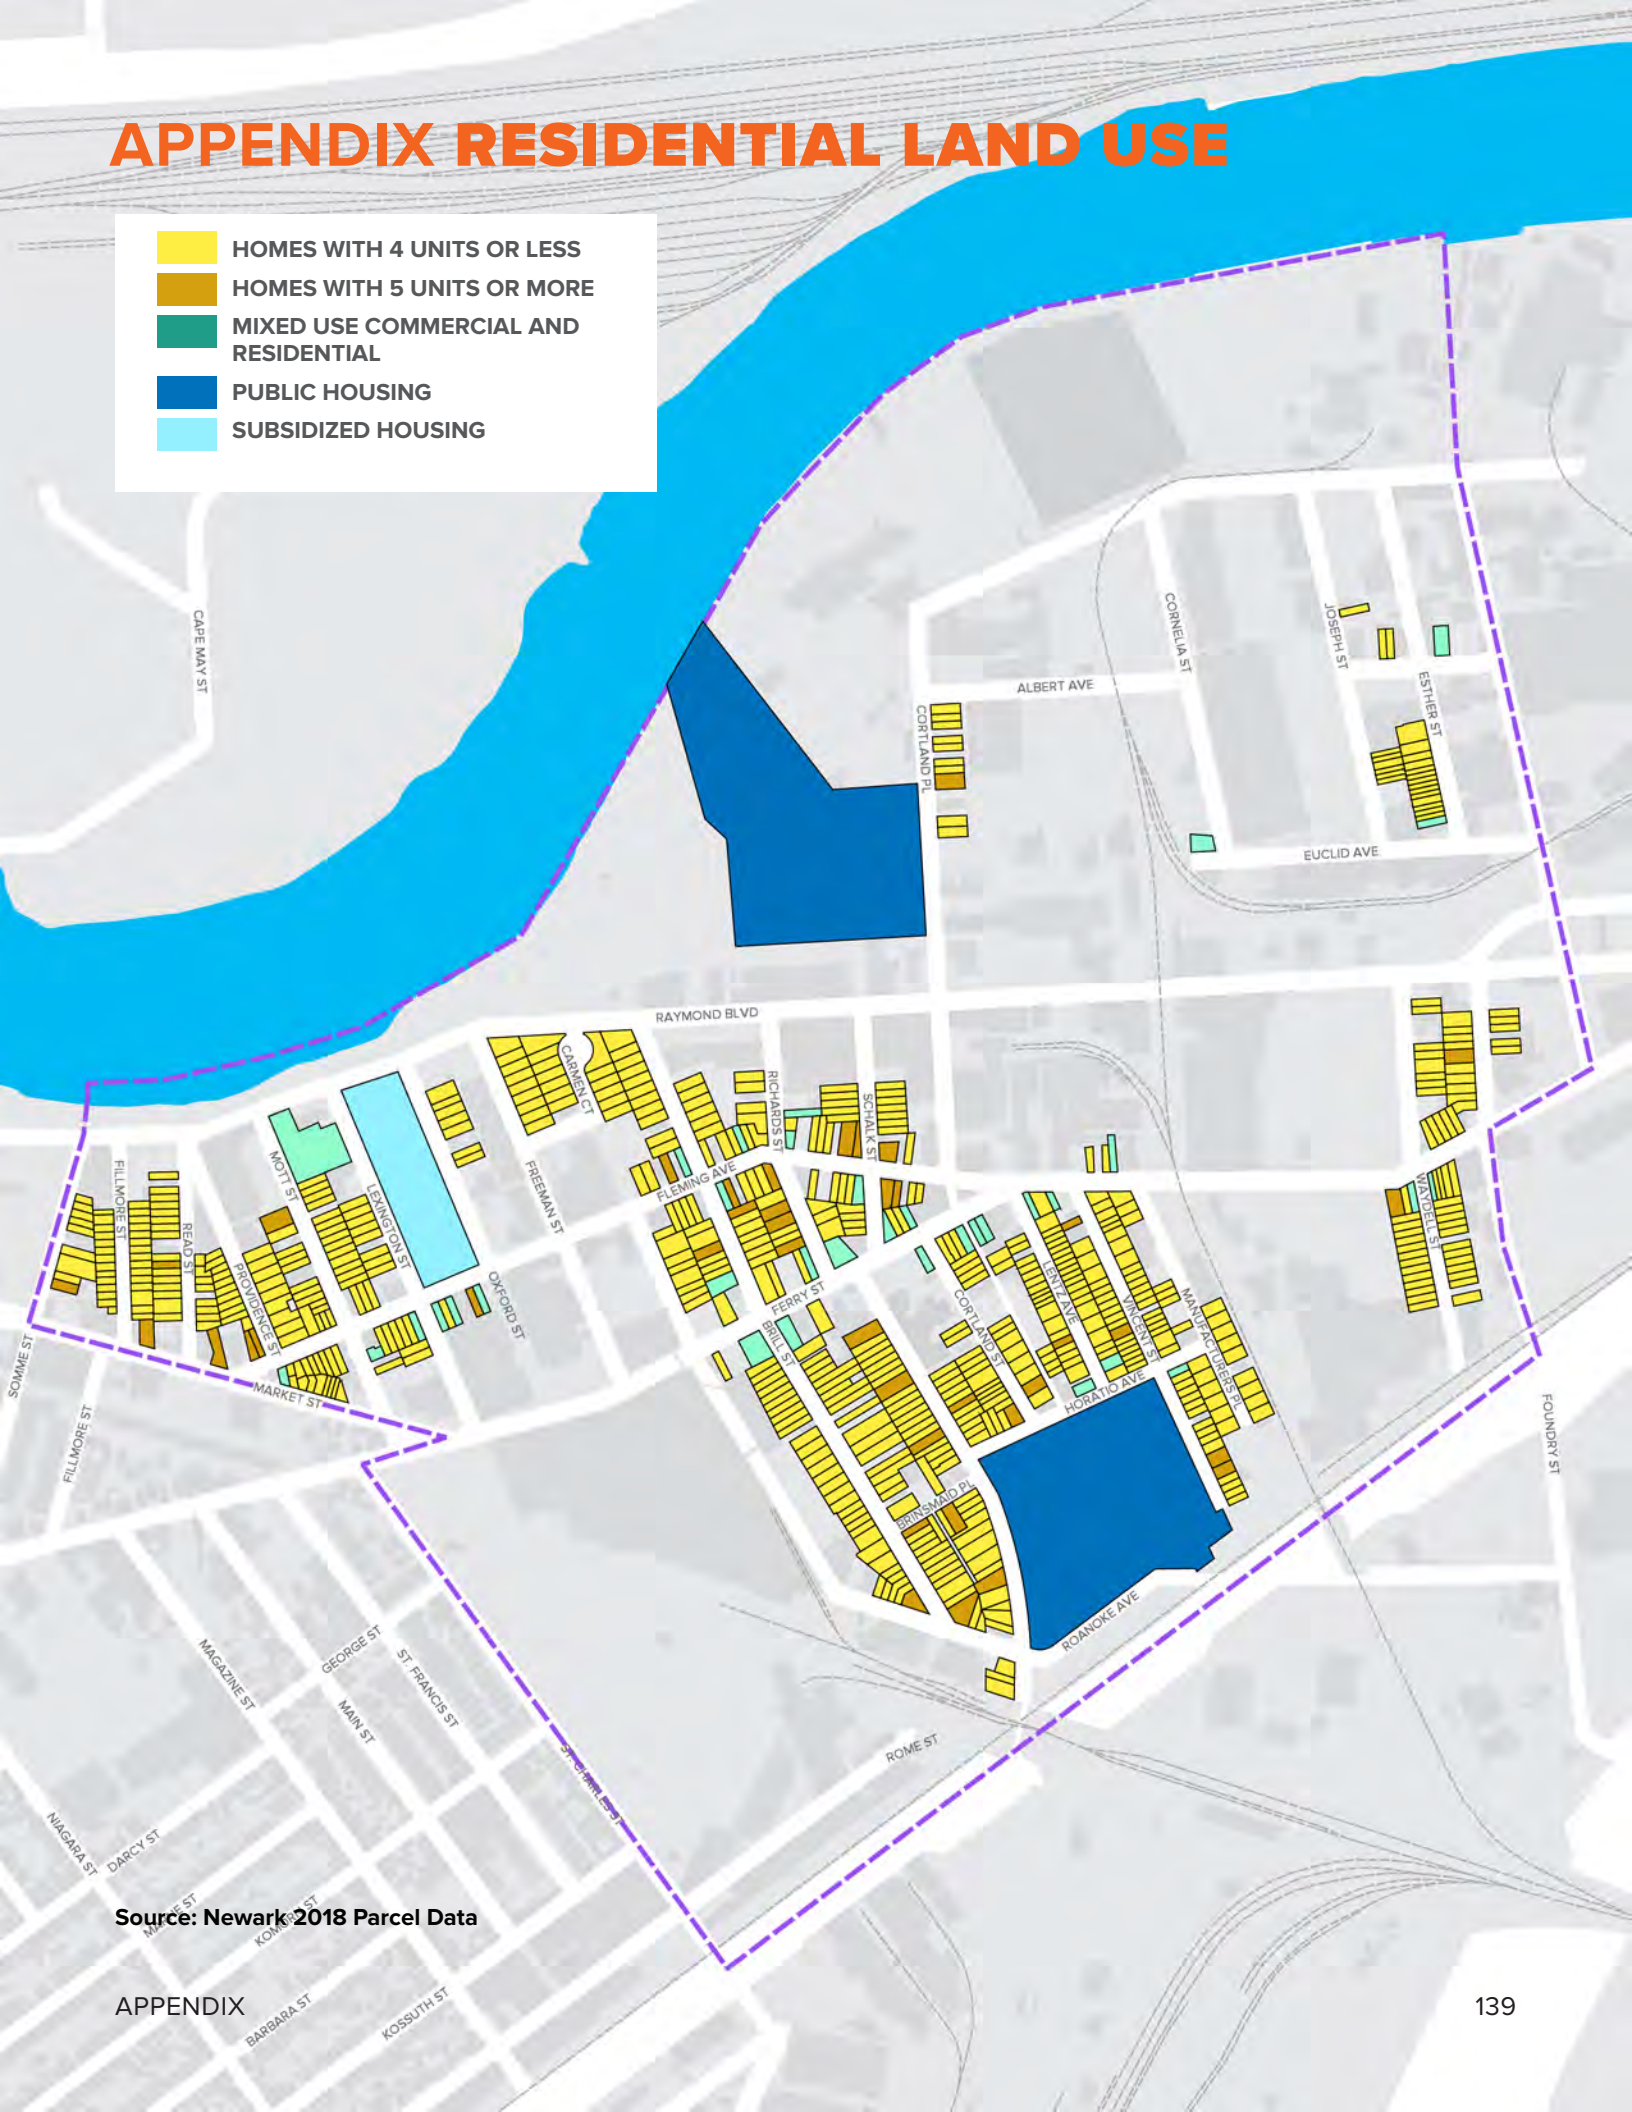 APPENDIX RESIDENTIAL LAND USE
HOMES WITH 4 UNITS OR LESS
HOMES WITH 5 UNITS OR MORE
MIXED USE COMMERCIAL AND
RESIDENTIAL
PUBLIC HOUSING
SUBSIDIZED HOUSING
CAPE MAY ST
CORNELIA ST
JOSEPH ST
ESTHER ST
ALBERT AVE
CORTLAND PL
EUCLID AVE
RAYMOND BLVD
CARMEN CT
RICHARDS ST
SCHALK ST
FILLMORE ST
MOTT ST
LEXINGTON ST
FREEMAN ST
FLEMING AVE
WAYDELL ST
READ ST
PROVIDENCE ST
OXFORD ST
FERRY ST
BRILL ST
CORTLAND ST
LENTZ AVE
VINCENT ST
MANUFACTURERS PL
SOMME ST
MARKET ST
HORATIO AVE
FILLMORE ST
FOUNDRY ST
BRINSMAID PL
ROANOKE AVE
MAGAZINE ST
GEORGE ST
ST. FRANCIS ST
MAIN ST
ST. CHARLES ST
ROME ST
NIAGARA ST
DARCY ST
KOMORN ST
Source: Newark 2018 Parcel Data
BARBARA ST
KOSSUTH ST
APPENDIX
139